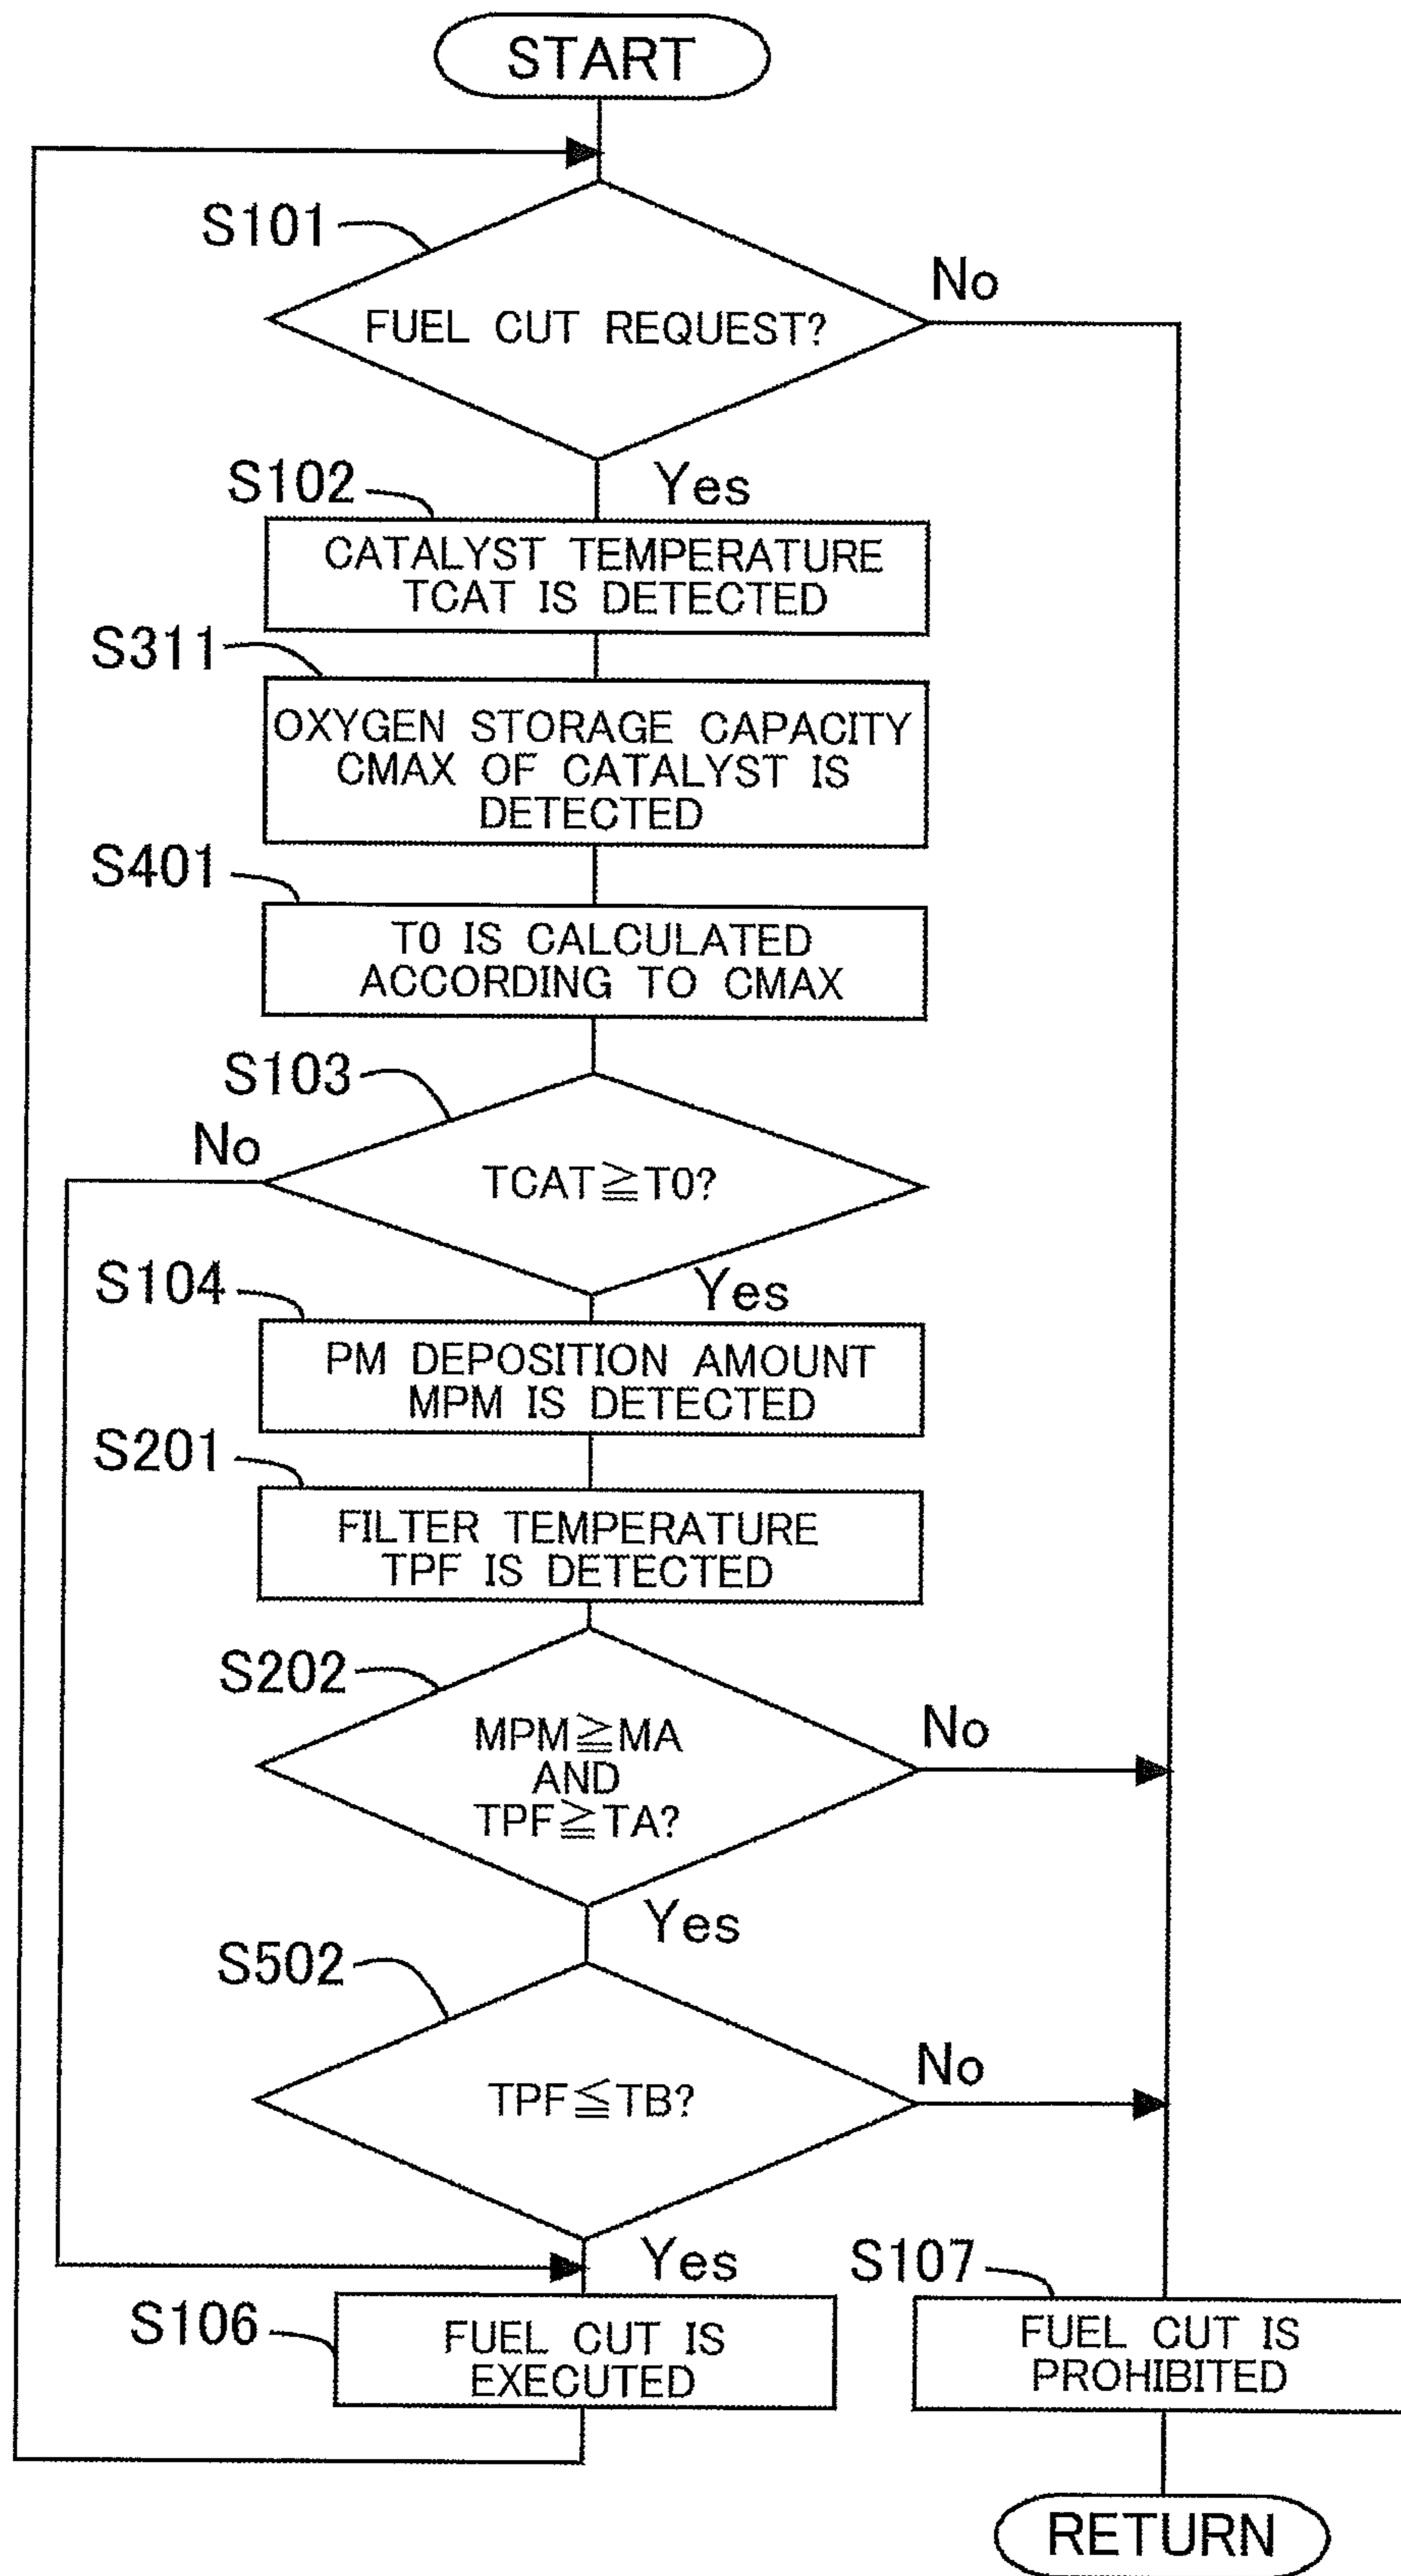 START
S101
No
FUEL CUT REQUEST?
S102
Yes
CATALYST TEMPERATURE
TCAT IS DETECTED
S311
OXYGEN STORAGE CAPACITY
CMAX OF CATALYST IS
DETECTED
S401
T0 IS CALCULATED
ACCORDING TO CMAX
S103
No
TCAT≧T0?
S104
Yes
PM DEPOSITION AMOUNT
MPM IS DETECTED
S201
FILTER TEMPERATURE
TPF IS DETECTED
S202
No
MPM≧MA
AND
TPF≧TA?
Yes
S502
No
TPF≦TB?
Yes
S107
S106
FUEL CUT IS
EXECUTED
FUEL CUT IS
PROHIBITED
RETURN